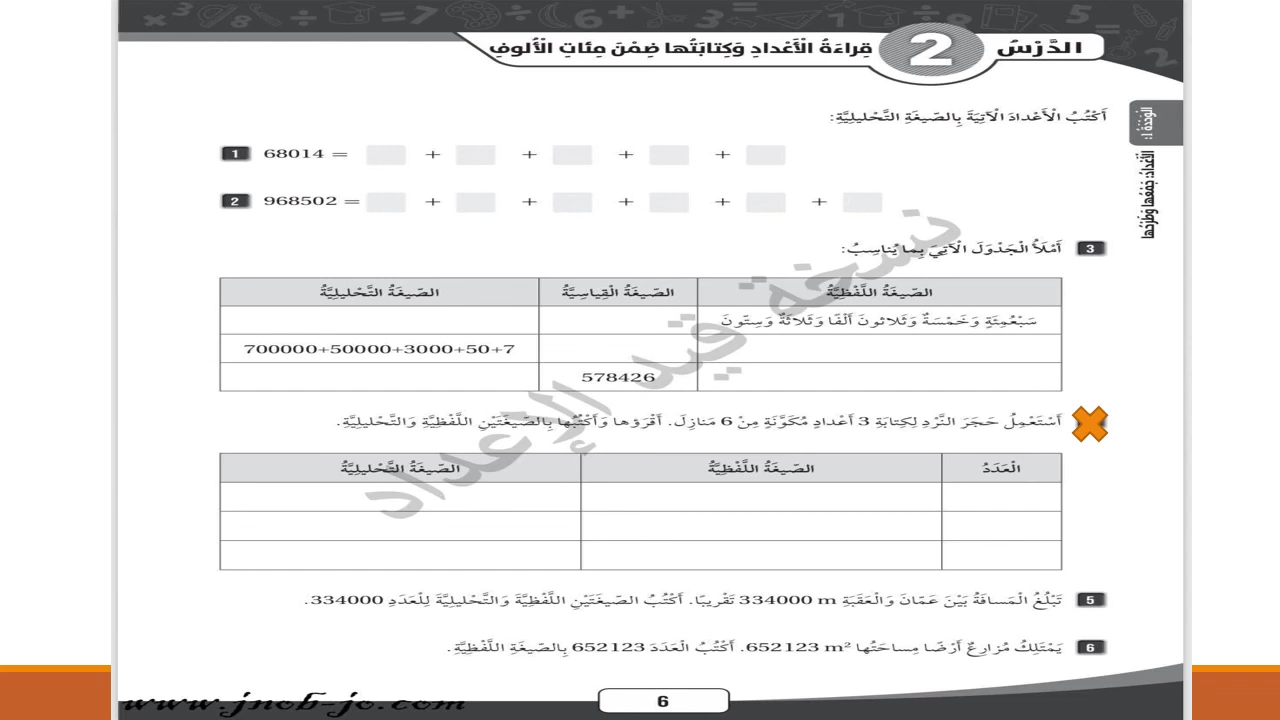 الدَّرْسُ 2 قِراءَةُ الْأَعْدادِ وَكِتابَتُها ضِمْنَ مِئاتِ الْأُلوفِ
الْوَحْدَةُ 1: الْأَعْدادُ: جَمْعُها وَطَرْحُها
أَكْتُبُ الْأَعْدادَ الْآتِيَةَ بِالصّيغَةِ التَّحْليلِيَّةِ:
1 68014 = + + + +
2 968502 = + + + + +
3 أَمْلَأُ الْجَدْوَلَ الْآتِيَ بِما يُناسِبُ:
الصّيغَةُ اللَّفْظِيَّةُ الصّيغَةُ الْقِياسِيَّةُ الصّيغَةُ التَّحْليلِيَّةُ
سَبْعُمِئَةٍ وَخَمْسَةٌ وَثَلاثونَ أَلْفًا وَثَلاثَةٌ وَسِتّونَ
700000+50000+3000+50+7
578426
أَسْتَعْمِلُ حَجَرَ النَّرْدِ لِكِتابَةِ 3 أَعْدادٍ مُكَوَّنَةٍ مِنْ 6 مَنازِلَ. أَقْرَؤُها وَأَكْتُبُها بِالصّيغَتَيْنِ اللَّفْظِيَّةِ وَالتَّحْليلِيَّةِ.
الْعَدَدُ الصّيغَةُ اللَّفْظِيَّةُ الصّيغَةُ التَّحْليلِيَّةُ
5 تَبْلُغُ الْمَسافَةُ بَيْنَ عَمّانَ وَالْعَقَبَةِ 334000 m تَقْريبًا. أَكْتُبُ الصّيغَتَيْنِ اللَّفْظِيَّةَ وَالتَّحْليلِيَّةَ لِلْعَدَدِ 334000.
6 يَمْتَلِكُ مُزارِعٌ أَرْضًا مِساحَتُها 652123 m². أَكْتُبُ الْعَدَدَ 652123 بِالصّيغَةِ اللَّفْظِيَّةِ.
نسخة قيد الإعداد
6
www.jnob-jo.com